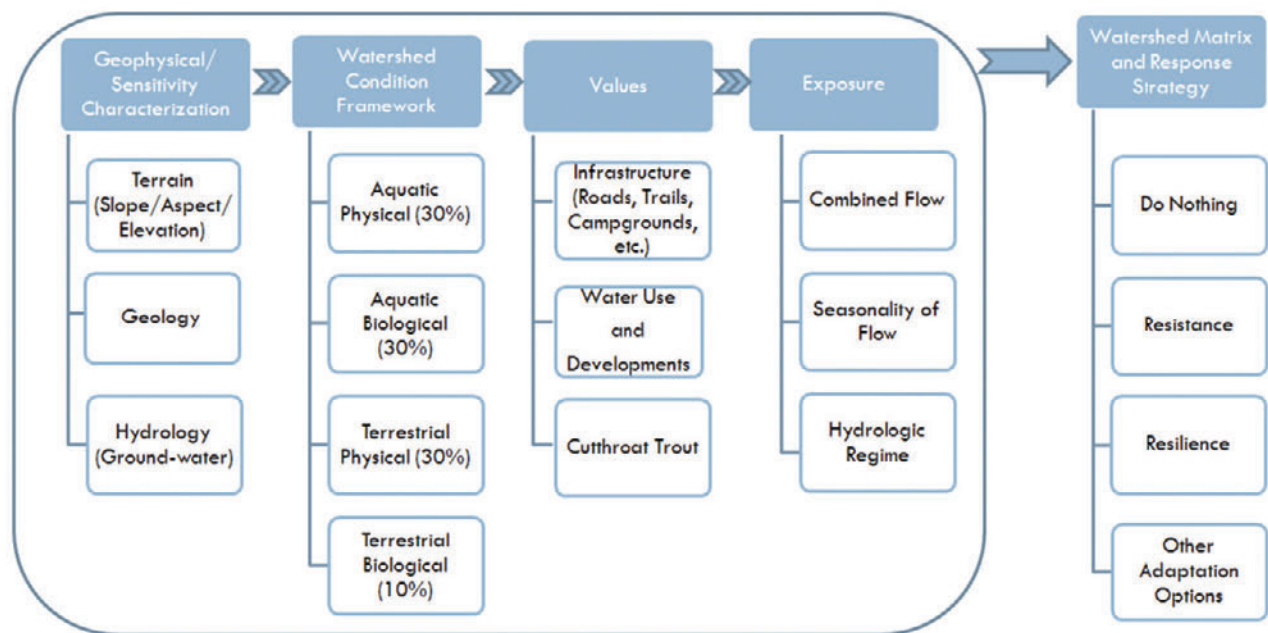 Geophysical/
Sensitivity
Characterization
Terrain
(Slope/Aspect/
Elevation)
Geology
Hydrology
(Ground-water)
Watershed
Condition
Framework
Aquatic
Physical (30%)
Aquatic
Biological
(30%)
Terrestrial
Physical (30%)
Terrestrial
Biological
(10%)
Values
Infrastructure
(Roads, Trails,
Campgrounds,
etc.)
Water Use
and
Developments
Cutthroat Trout
Exposure
Combined Flow
Seasonality of
Flow
Hydrologic
Regime
Watershed Matrix
and Response
Strategy
Do Nothing
Resistance
Resilience
Other
Adaptation
Options